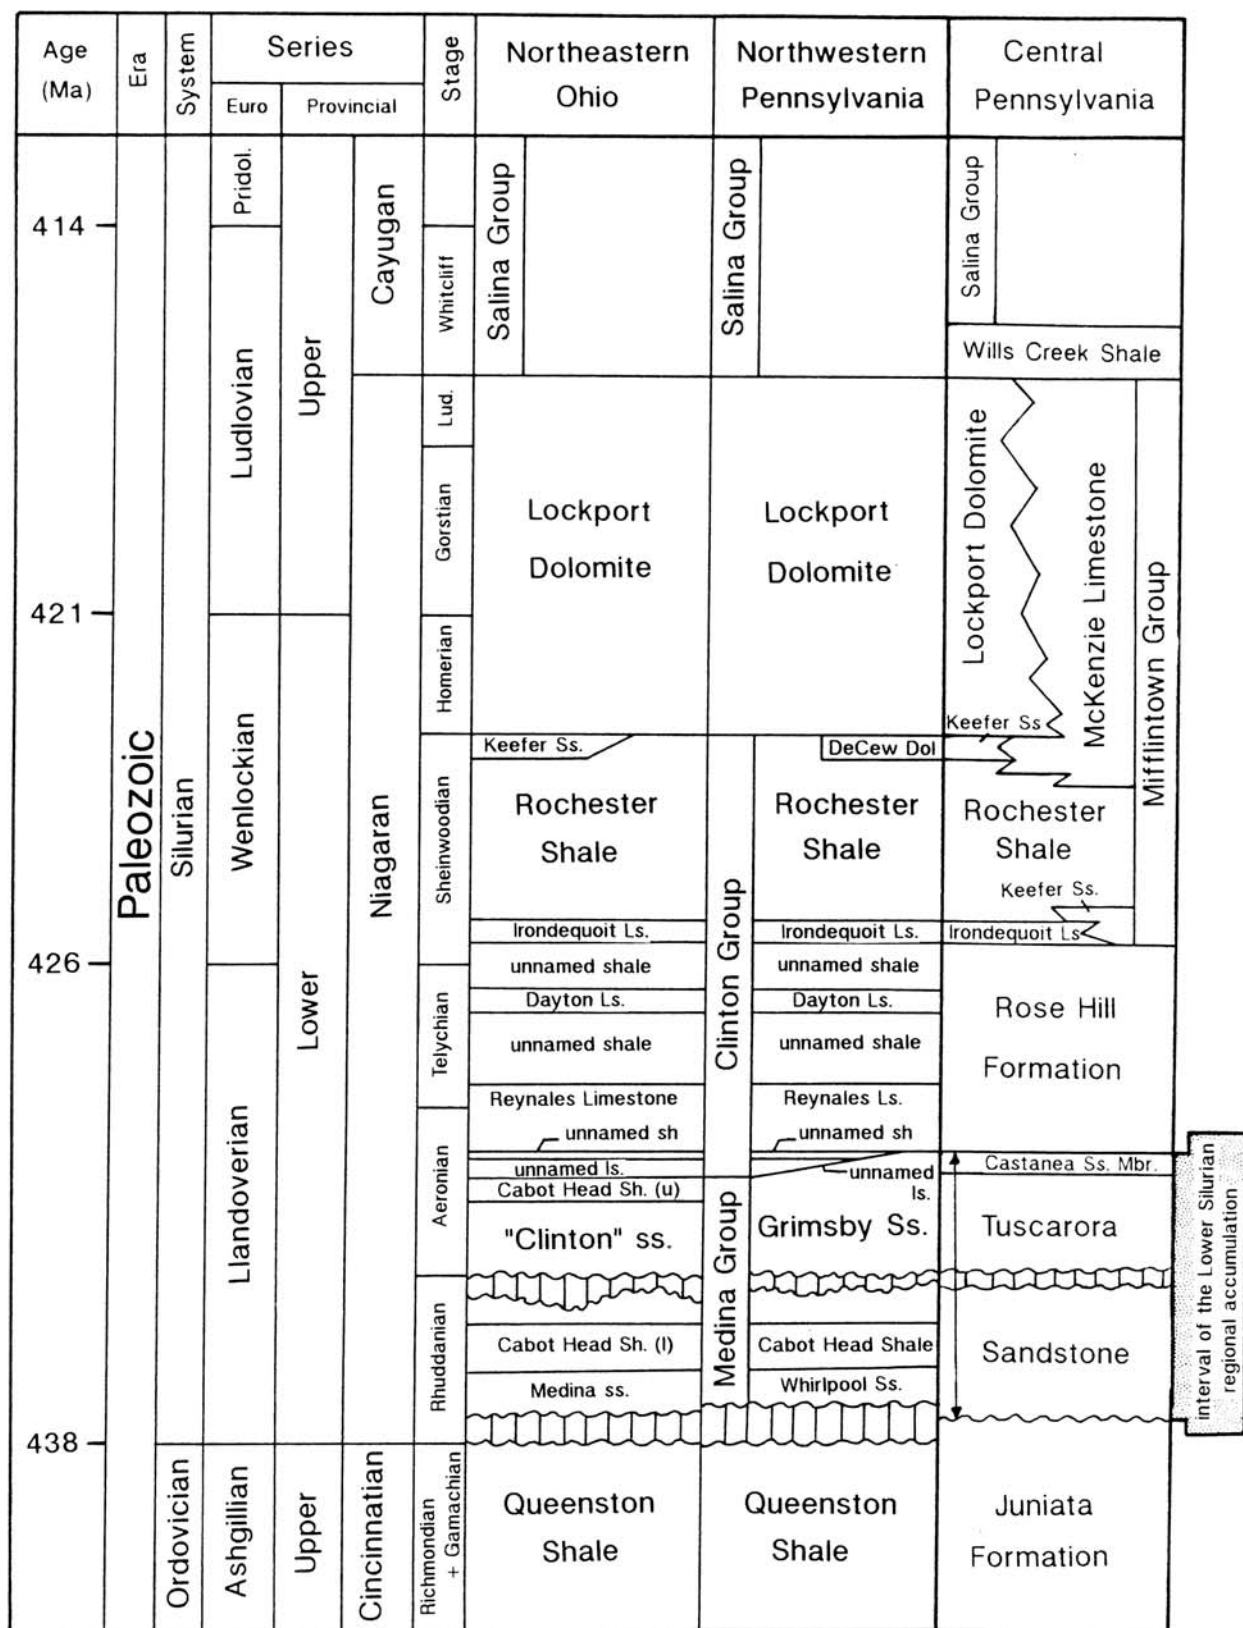 Age
(Ma)
Era
System
Series
Euro
Provincial
Stage
Northeastern
Ohio
Northwestern
Pennsylvania
Central
Pennsylvania
414
421
426
438
Paleozoic
Silurian
Ordovician
Pridol.
Ludlovian
Wenlockian
Llandoverian
Ashgillian
Upper
Lower
Upper
Cayugan
Niagaran
Cincinnatian
Whitcliff
Lud.
Gorstian
Homerian
Sheinwoodian
Telychian
Aeronian
Rhuddanian
Richmondian
+ Gamachian
Salina Group
Lockport
Dolomite
Keefer Ss.
Rochester
Shale
Irondequoit Ls.
unnamed shale
Dayton Ls.
unnamed shale
Reynales Limestone
unnamed sh
unnamed ls.
Cabot Head Sh. (u)
"Clinton" ss.
Cabot Head Sh. (l)
Medina ss.
Queenston
Shale
Clinton Group
Medina Group
Salina Group
Lockport
Dolomite
DeCew Dol
Rochester
Shale
Irondequoit Ls.
unnamed shale
Dayton Ls.
unnamed shale
Reynales Ls.
unnamed sh
unnamed
ls.
Grimsby Ss.
Cabot Head Shale
Whirlpool Ss.
Queenston
Shale
Salina Group
Wills Creek Shale
Lockport Dolomite
McKenzie Limestone
Mifflintown Group
Keefer Ss
Rochester
Shale
Keefer Ss.
Irondequoit Ls
Rose Hill
Formation
Castanea Ss. Mbr.
Tuscarora
Sandstone
Juniata
Formation
interval of the Lower Silurian
regional accumulation